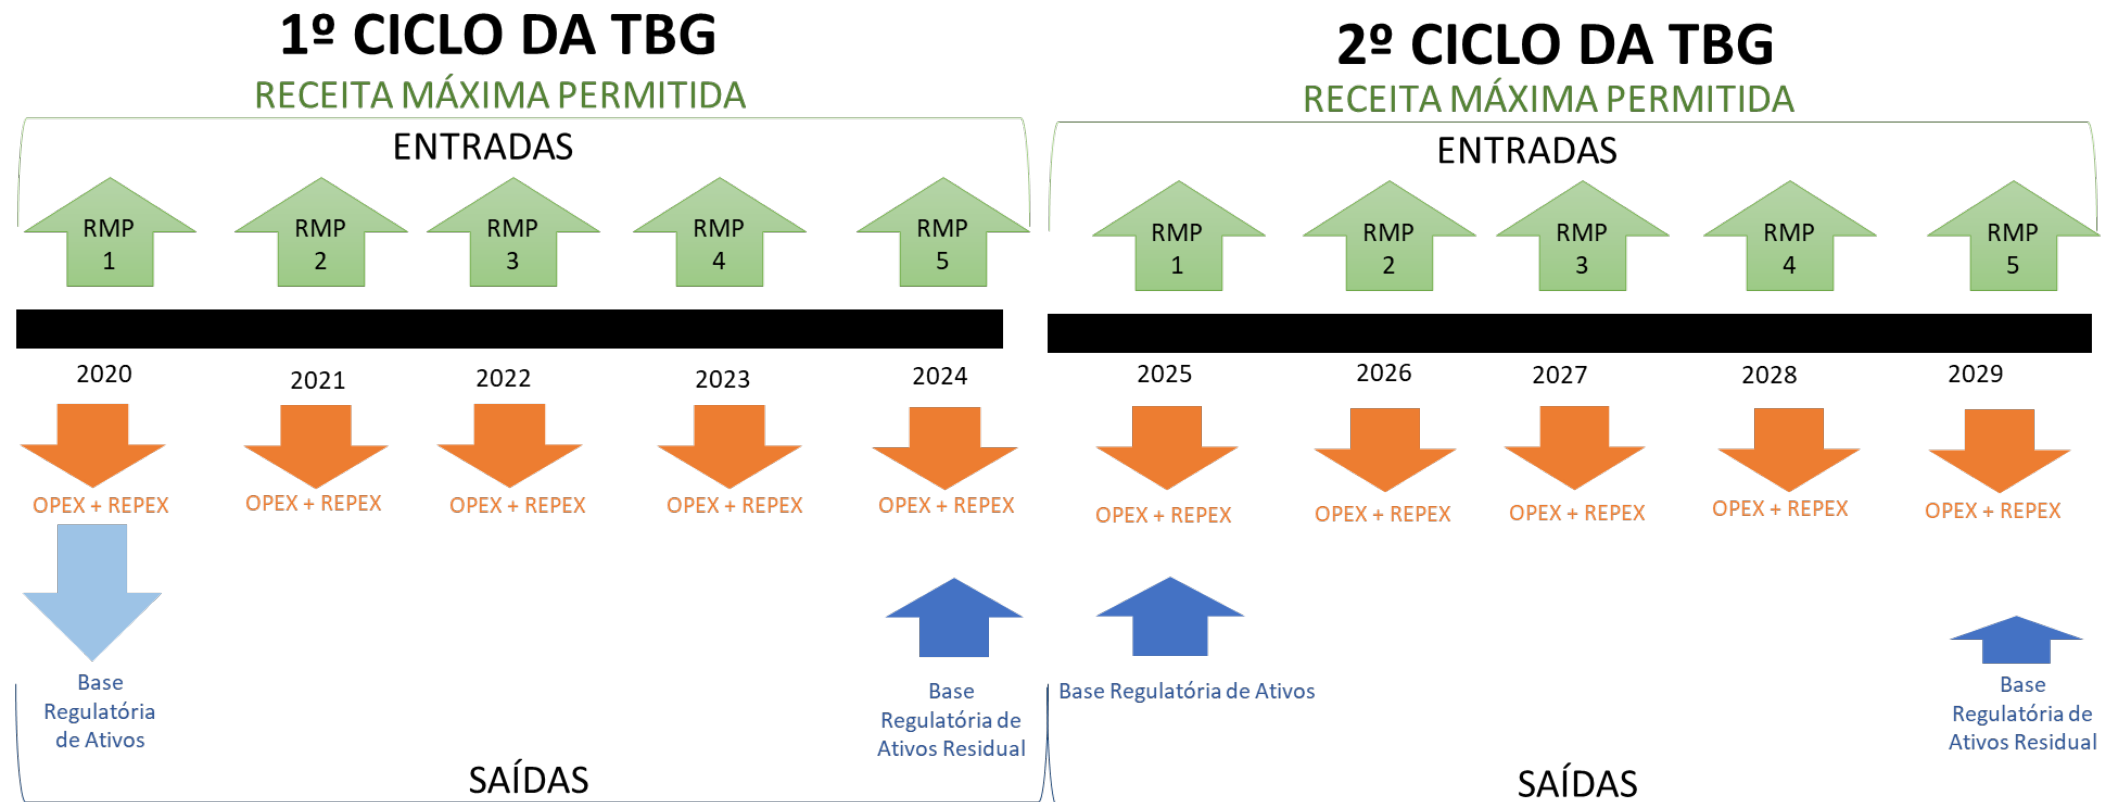 1º CICLO DA TBG
RECEITA MÁXIMA PERMITIDA
ENTRADAS
RMP
1
RMP
2
RMP
3
RMP
4
RMP
5
2020
2021
2022
2023
2024
OPEX + REPEX
OPEX + REPEX
OPEX + REPEX
OPEX + REPEX
OPEX + REPEX
Base
Regulatória
de Ativos
Base
Regulatória de
Ativos Residual
SAÍDAS
2º CICLO DA TBG
RECEITA MÁXIMA PERMITIDA
ENTRADAS
RMP
1
RMP
2
RMP
3
RMP
4
RMP
5
2025
2026
2027
2028
2029
OPEX + REPEX
OPEX + REPEX
OPEX + REPEX
OPEX + REPEX
OPEX + REPEX
Base Regulatória de Ativos
Base
Regulatória de
Ativos Residual
SAÍDAS